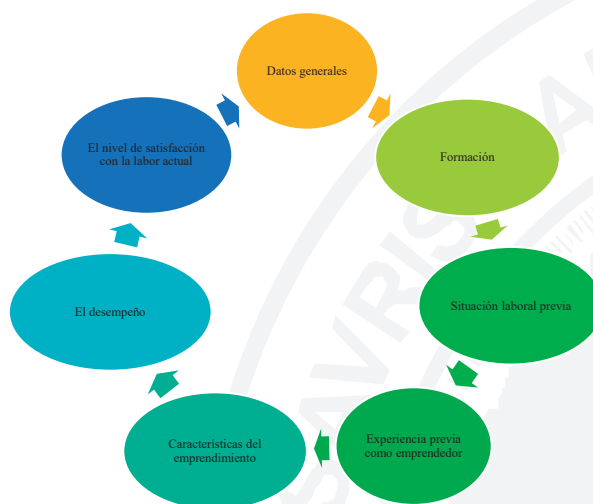 Datos generales
Formación
Situación laboral previa
Experiencia previa
como emprendedor
Características del
emprendimiento
El desempeño
El nivel de satisfacción
con la labor actual